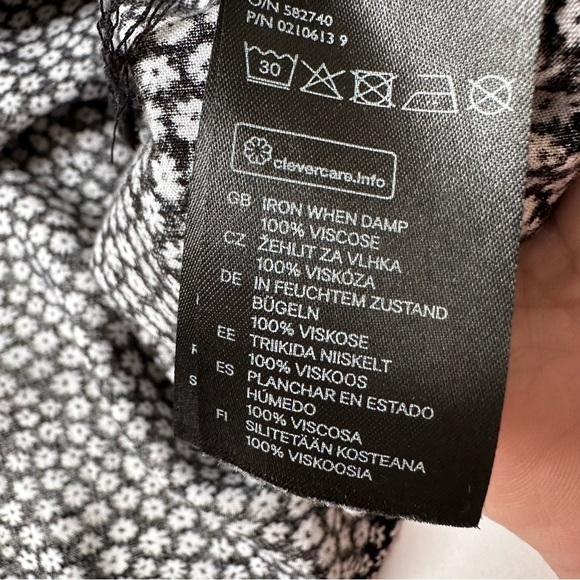 O/N 582740
P/N 0210613 9
30
clevercare.info
GB IRON WHEN DAMP
100% VISCOSE
CZ ŽEHLIT ZA VLHKA
100% VISKÓZA
DE IN FEUCHTEM ZUSTAND
BÜGELN
100% VISKOSE
EE TRIIKIDA NIISKELT
100% VISKOOS
ES PLANCHAR EN ESTADO
HÚMEDO
100% VISCOSA
FI SILITETÄÄN KOSTEANA
100% VISKOOSIA